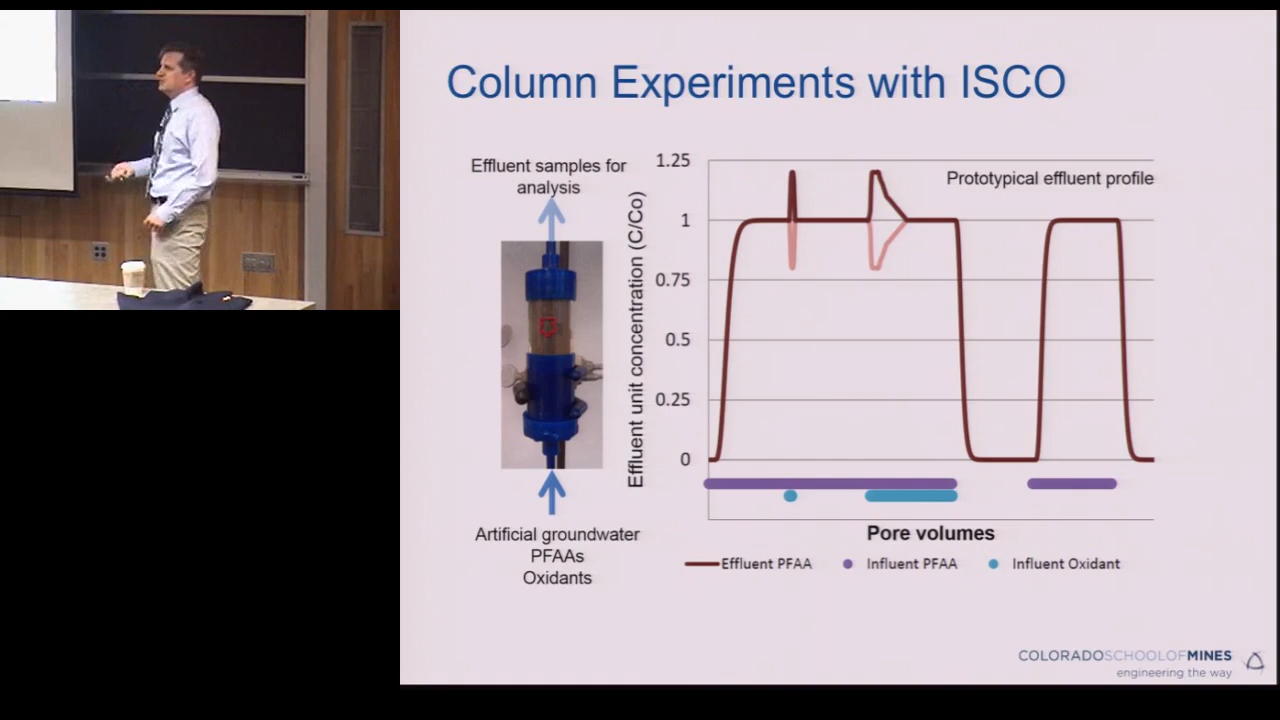 Column Experiments with ISCO
Effluent samples for
analysis
Artificial groundwater
PFAAs
Oxidants
Effluent unit concentration (C/Co)
1.25
1
0.75
0.5
0.25
0
Prototypical effluent profile
Pore volumes
Effluent PFAA
Influent PFAA
Influent Oxidant
COLORADOSCHOOLOFMINES
engineering the way